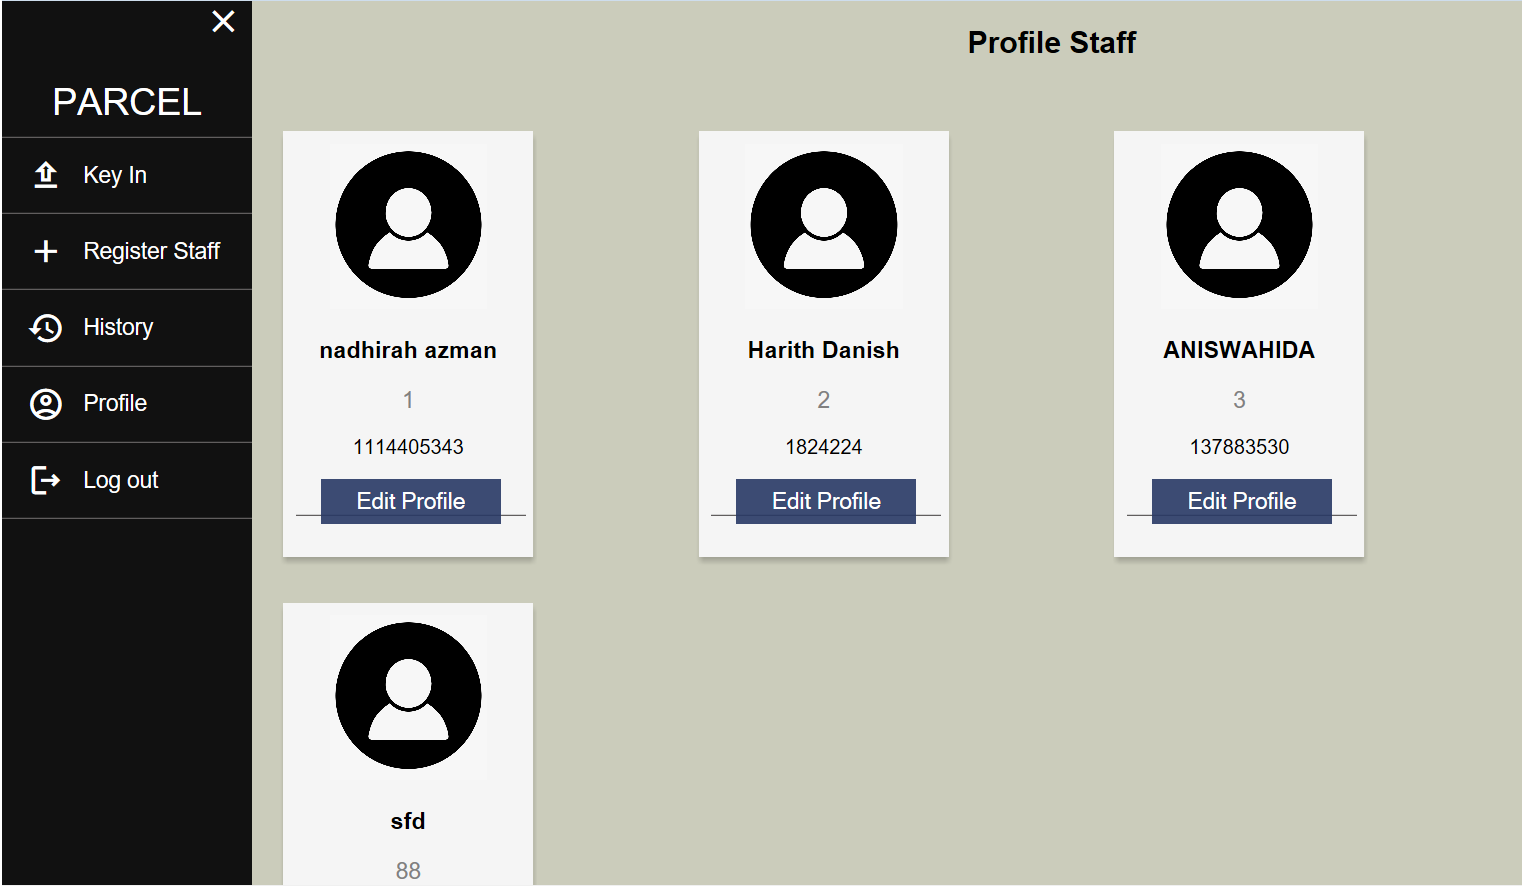 PARCEL
Key In
Register Staff
History
Profile
Log out
Profile Staff
nadhirah azman
1
1114405343
Edit Profile
Harith Danish
2
1824224
Edit Profile
ANISWAHIDA
3
137883530
Edit Profile
sfd
88